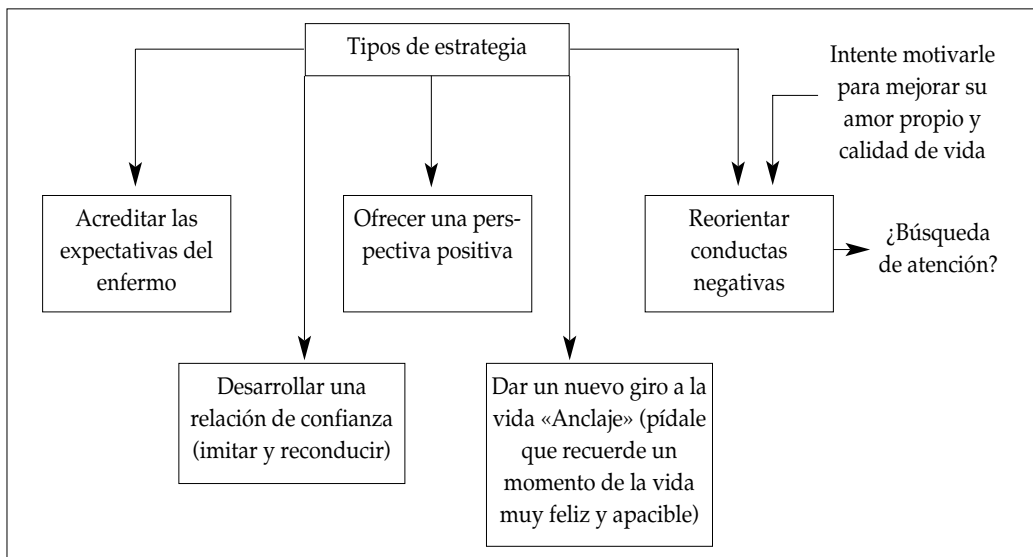 Tipos de estrategia
Intente motivarle
para mejorar su
amor propio y
calidad de vida
Acreditar las
expectativas del
enfermo
Ofrecer una pers-
pectiva positiva
Reorientar
conductas
negativas
¿Búsqueda
de atención?
Desarrollar una
relación de confianza
(imitar y reconducir)
Dar un nuevo giro a la
vida «Anclaje» (pídale
que recuerde un
momento de la vida
muy feliz y apacible)